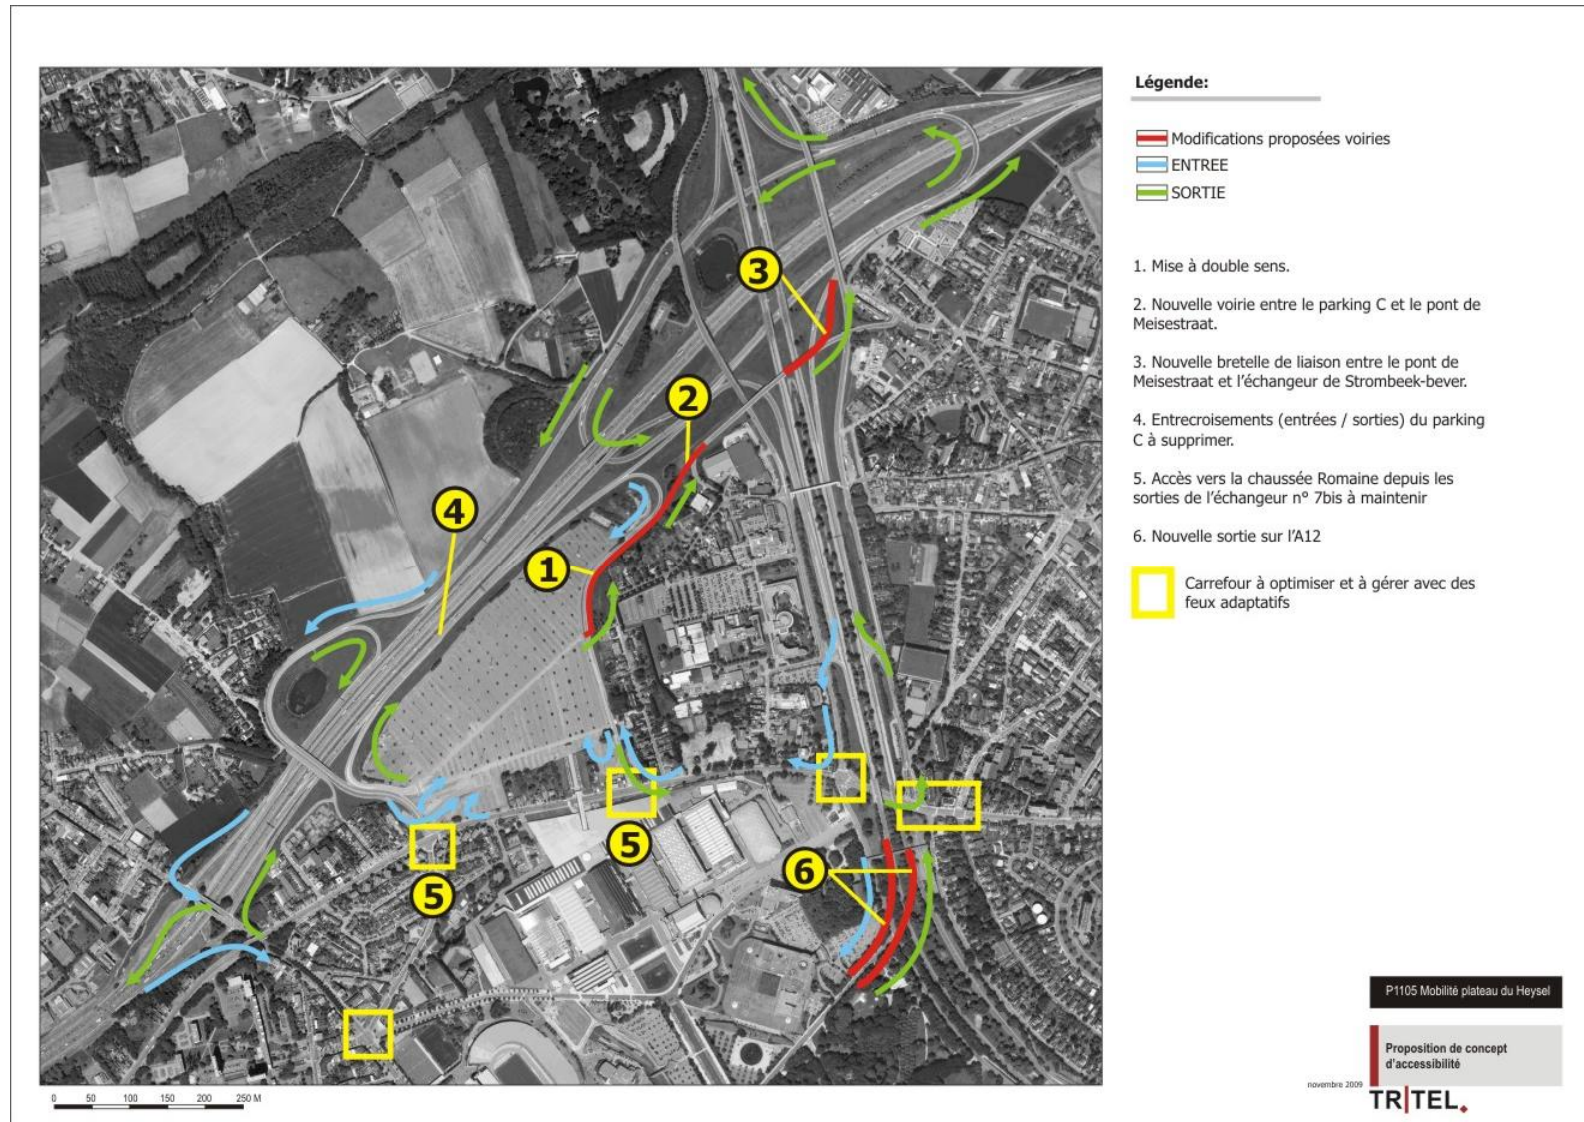 Légende:
Modifications proposées voiries
ENTREE
SORTIE
1. Mise à double sens.
2. Nouvelle voirie entre le parking C et le pont de
Meisestraat.
3. Nouvelle bretelle de liaison entre le pont de
Meisestraat et l'échangeur de Strombeek-bever.
4. Entrecroisements (entrées / sorties) du parking
C à supprimer.
5. Accès vers la chaussée Romaine depuis les
sorties de l'échangeur n° 7bis à maintenir
6. Nouvelle sortie sur l'A12
Carrefour à optimiser et à gérer avec des
feux adaptatifs
3
2
4
1
5
5
6
P1105 Mobilité plateau du Heysel
Proposition de concept
d'accessibilité
novembre 2009
TRITEL
0 50 100 150 200 250 M